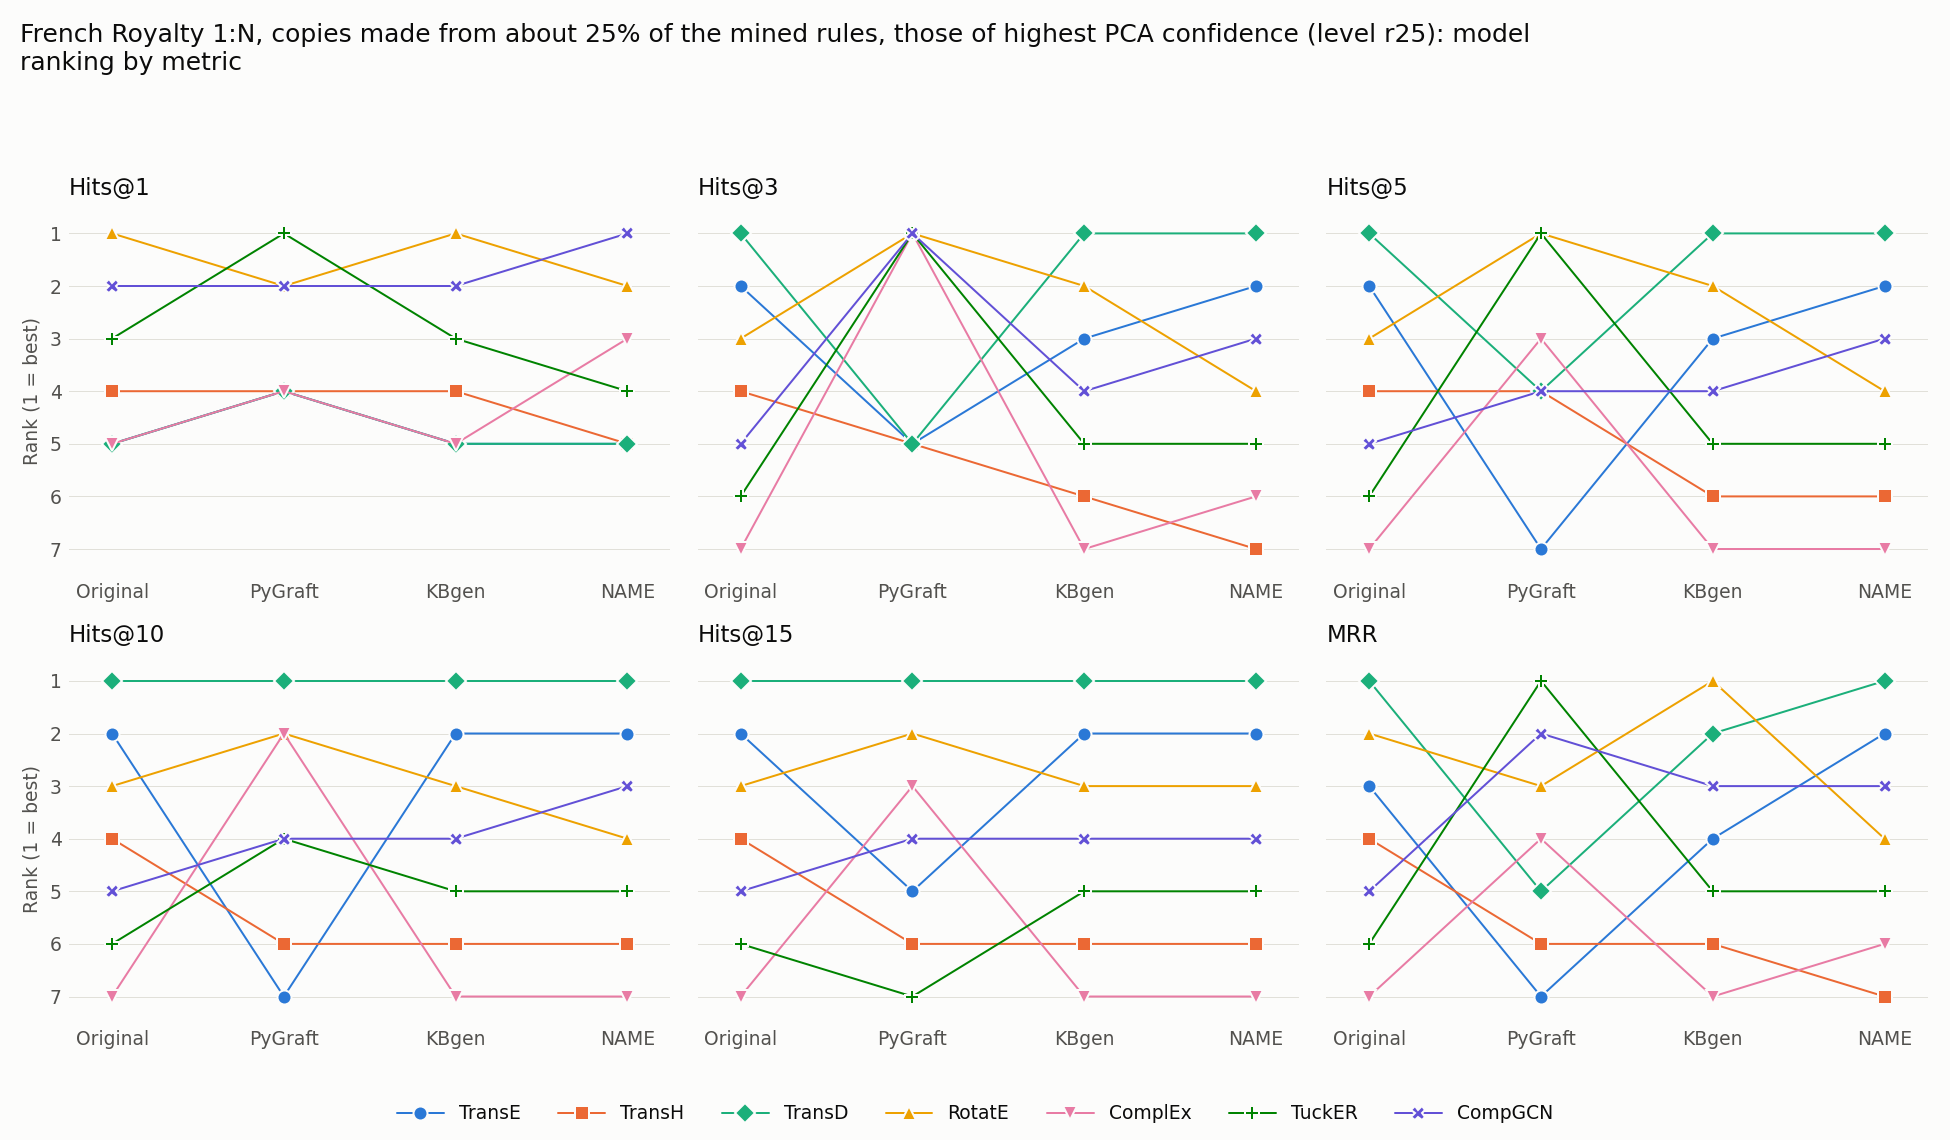 French Royalty 1:N, copies made from about 25% of the mined rules, those of highest PCA confidence (level r25): model
ranking by metric
Hits@1
Hits@3
Hits@5
Rank (1 = best)
1
2
3
4
5
6
7
Original PyGraft KBgen NAME
Original PyGraft KBgen NAME
Original PyGraft KBgen NAME
Hits@10
Hits@15
MRR
Rank (1 = best)
1
2
3
4
5
6
7
Original PyGraft KBgen NAME
Original PyGraft KBgen NAME
Original PyGraft KBgen NAME
TransE TransH TransD RotatE ComplEx TuckER CompGCN